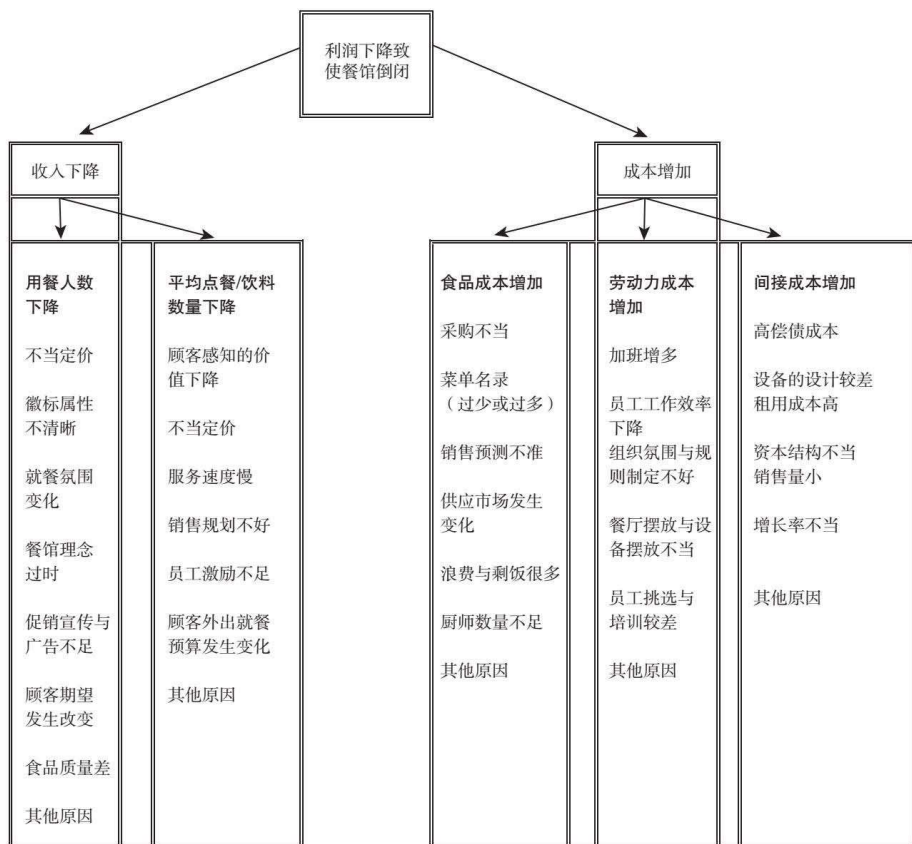 利润下降致
使餐馆倒闭
收入下降
成本增加
用餐人数
下降
不当定价
徽标属性
不清晰
就餐氛围
变化
餐馆理念
过时
促销宣传与
广告不足
顾客期望
发生改变
食品质量差
其他原因
平均点餐/饮料
数量下降
顾客感知的价
值下降
不当定价
服务速度慢
销售规划不好
员工激励不足
顾客外出就餐
预算发生变化
其他原因
食品成本增加
采购不当
菜单名录
（过少或过多）
销售预测不准
供应市场发生
变化
浪费与剩饭很多
厨师数量不足
其他原因
劳动力成本
增加
加班增多
员工工作效率
下降
组织氛围与规
则制定不好
餐厅摆放与设
备摆放不当
员工挑选与
培训较差
其他原因
间接成本增加
高偿债成本
设备的设计较差
租用成本高
资本结构不当
销售量小
增长率不当
其他原因